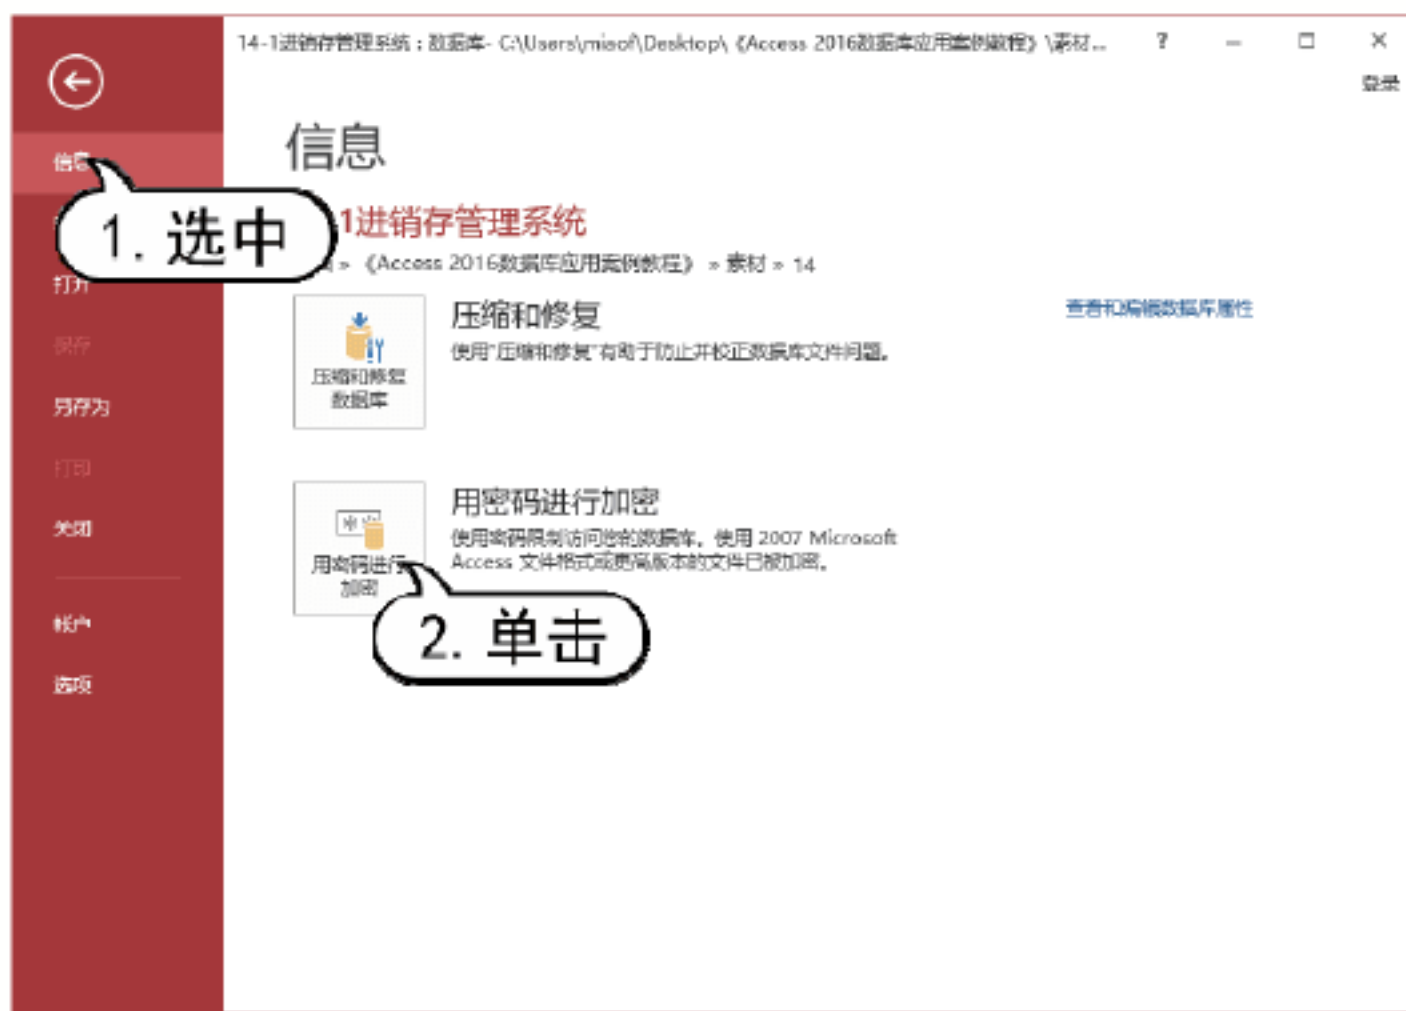 14-1进销存管理系统：数据库- C:\Users\miaof\Desktop\《Access 2016数据库应用案例教程》\素材...
? – □ ×
登录
信息
信息
1. 选中
1进销存管理系统
» 《Access 2016数据库应用案例教程》 » 素材 » 14
打开
压缩和修复
查看和编辑数据库属性
使用"压缩和修复"有助于防止并校正数据库文件问题。
保存
压缩和修复
数据库
另存为
打印
用密码进行加密
使用密码限制访问您的数据库。使用 2007 Microsoft
Access 文件格式或更高版本的文件已被加密。
关闭
用密码进行
加密
2. 单击
帐户
选项